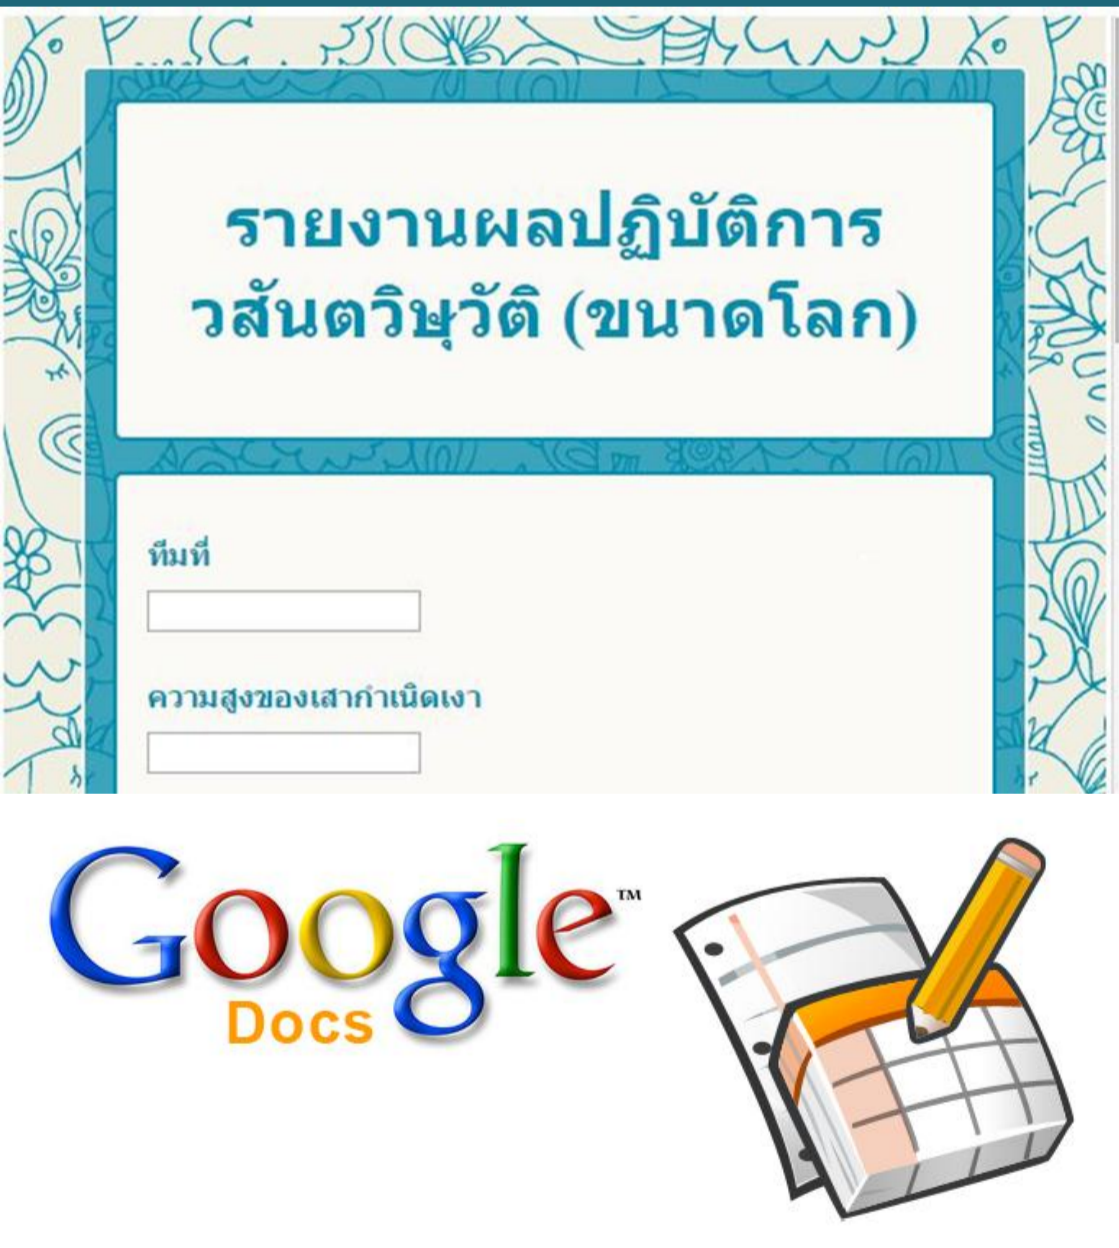 รายงานผลปฏิบัติการ
วสันตวิษุวัติ (ขนาดโลก)
ทีมที่
ความสูงของเสากำเนิดเงา
Google™
Docs